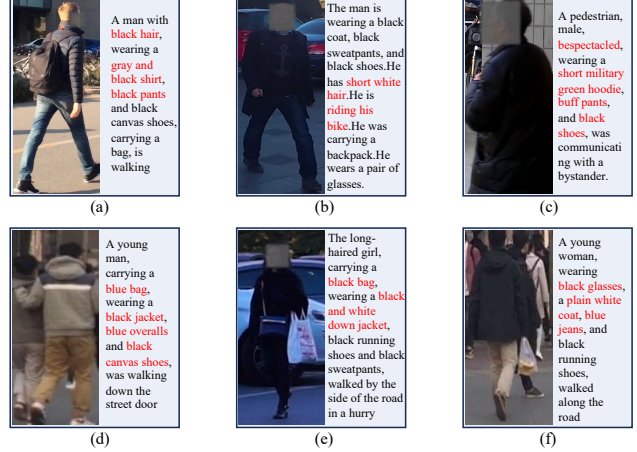 A man with
black hair,
wearing a
gray and
black shirt,
black pants
and black
canvas shoes,
carrying a
bag, is
walking
(a)
The man is
wearing a black
coat, black
sweatpants, and
black shoes.He
has short white
hair.He is
riding his
bike.He was
carrying a
backpack.He
wears a pair of
glasses.
(b)
A pedestrian,
male,
bespectacled,
wearing a
short military
green hoodie,
buff pants,
and black
shoes, was
communicati
ng with a
bystander.
(c)
A young
man,
carrying a
blue bag,
wearing a
black jacket,
blue overalls
and black
canvas shoes,
was walking
down the
street door
(d)
The long-
haired girl,
carrying a
black bag,
wearing a black
and white
down jacket,
black running
shoes and black
sweatpants,
walked by the
side of the road
in a hurry
(e)
A young
woman,
wearing
black glasses,
a plain white
coat, blue
jeans, and
black
running
shoes,
walked
along the
road
(f)